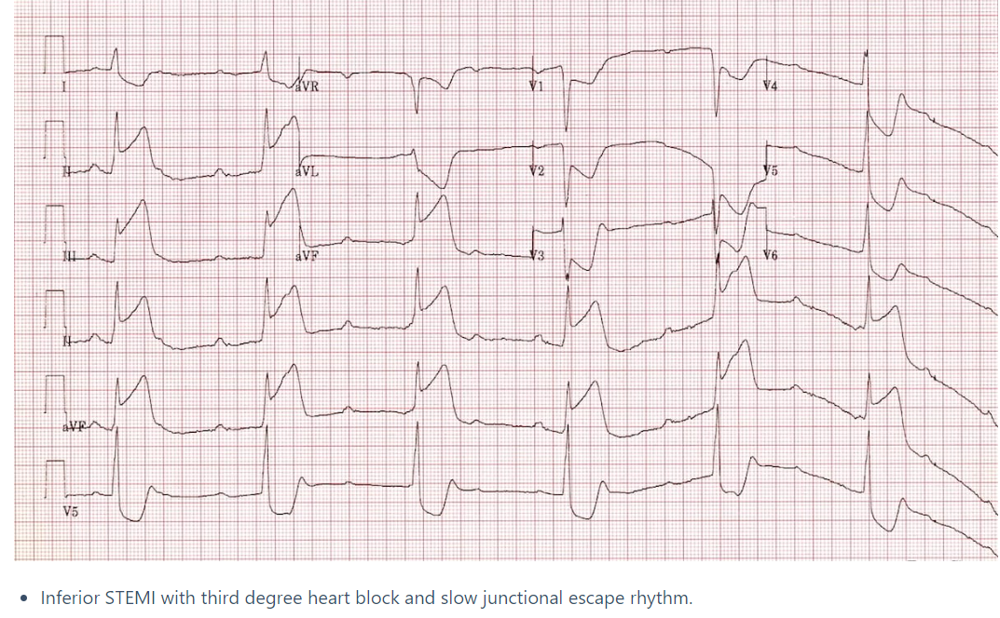 I aVR V1 V4
II aVL V2 V5
III aVF V3 V6
II
aVF
V5
Inferior STEMI with third degree heart block and slow junctional escape rhythm.